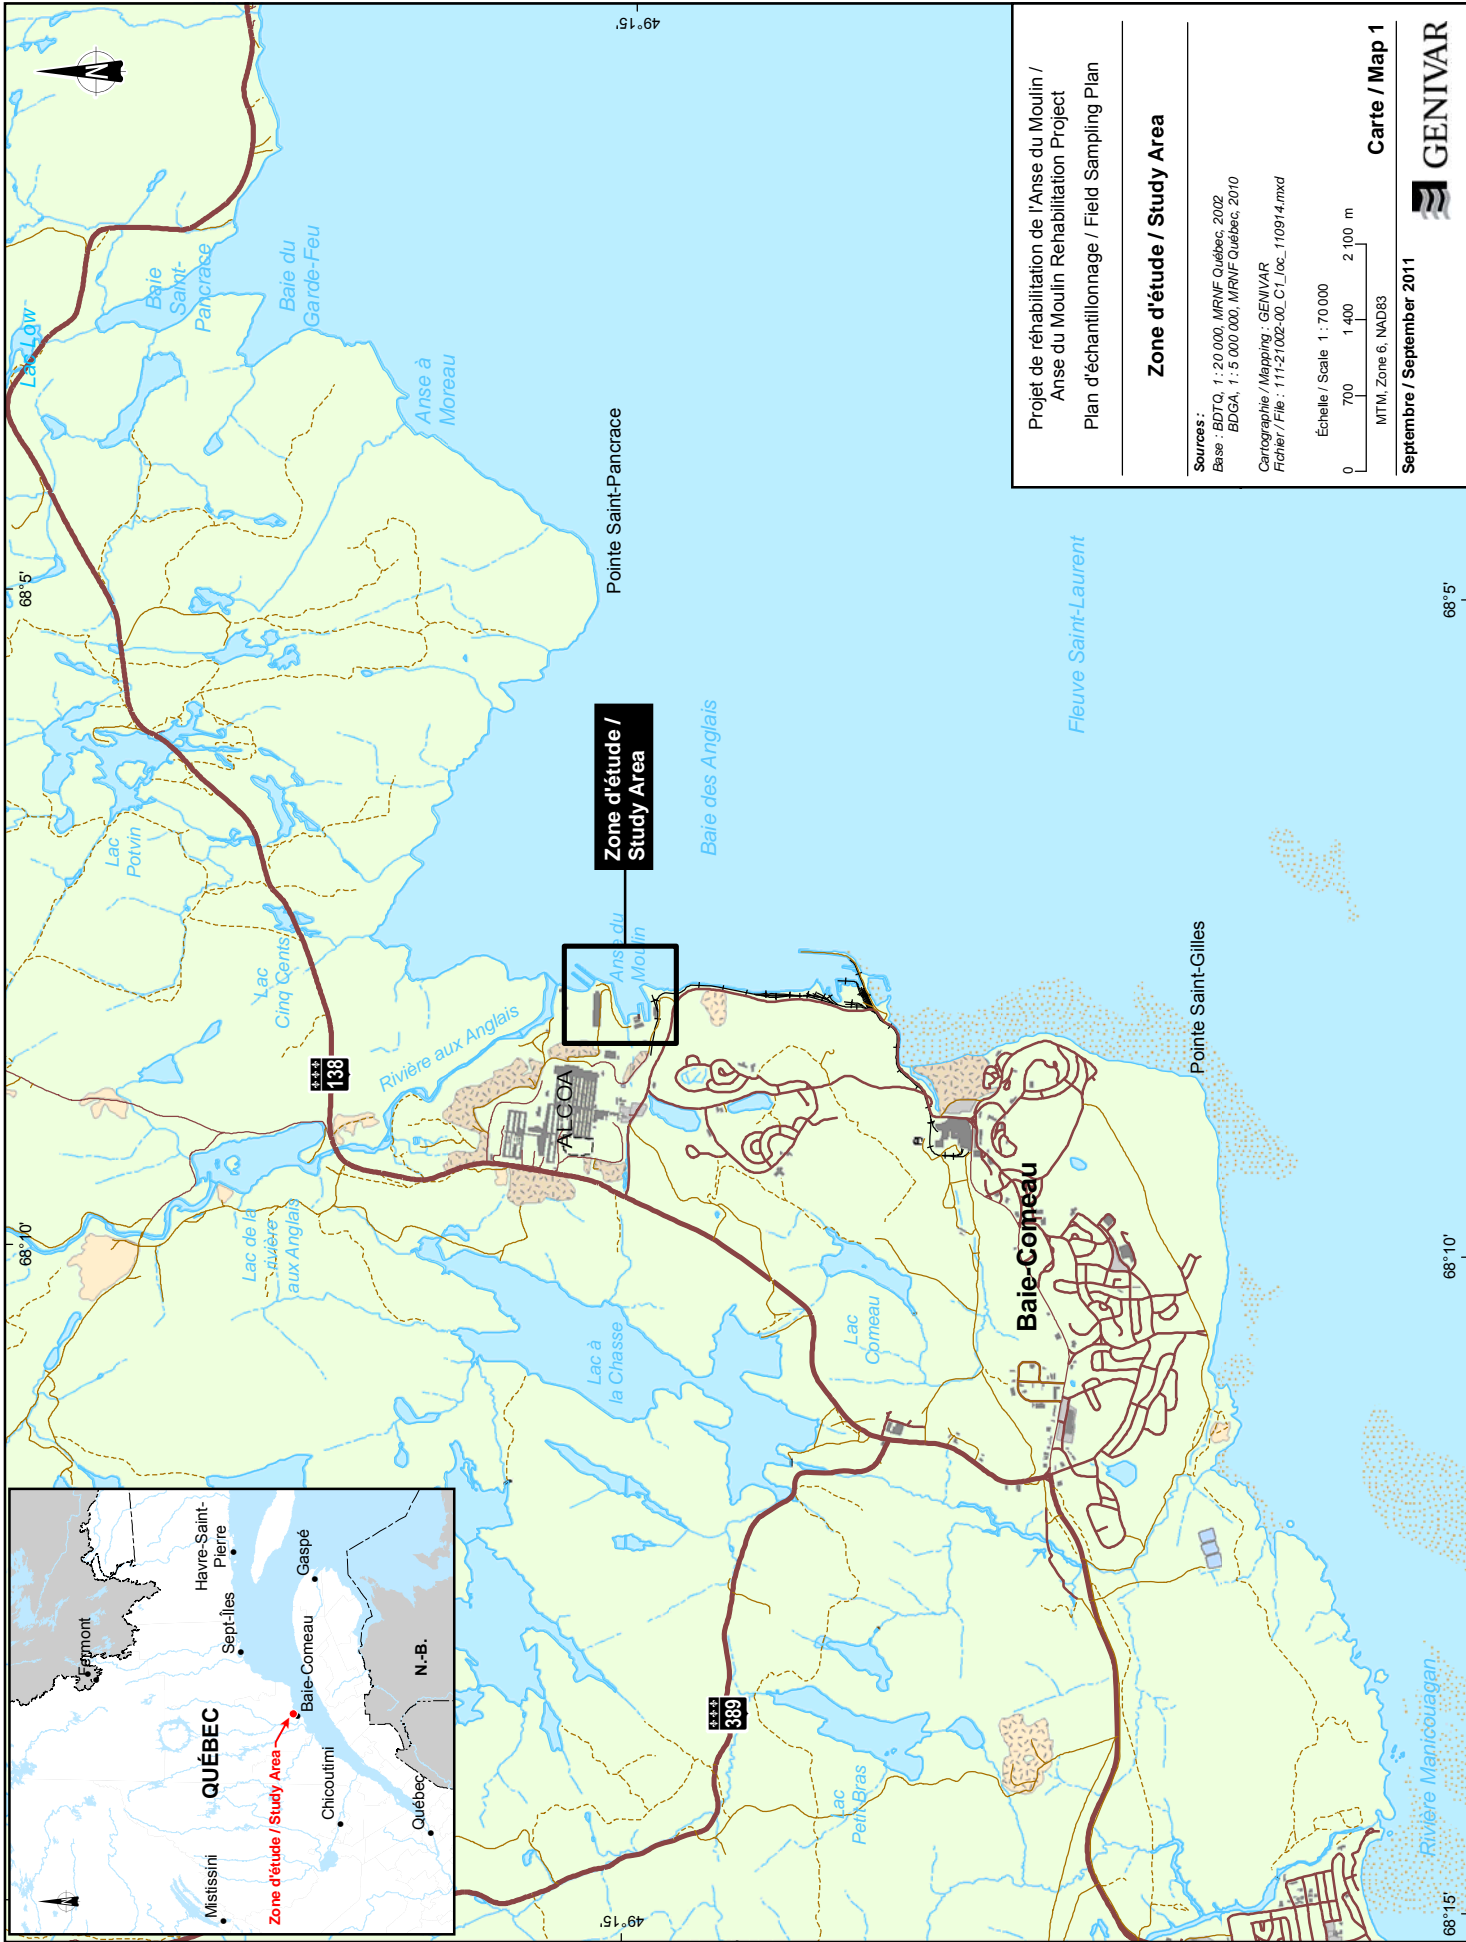 Mistissini
Fermont
QUÉBEC
Sept-Îles
Havre-Saint-
Pierre
Zone d'étude / Study Area
Baie-Comeau
Gaspé
Chicoutimi
Québec
N.-B.
68°10'
68°5'
Lac Low
Baie
Saint-
Pancrace
Baie du
Garde-Feu
Anse à
Moreau
Lac
Potvin
Lac
Cinq Cents
138
Lac de la
rivière
aux Anglais
Rivière aux Anglais
Pointe Saint-Pancrace
ALCOA
Anse du
Moulin
Zone d'étude /
Study Area
Baie des Anglais
49°15'
49°15'
Lac à
la Chasse
389
Lac
Comeau
Lac
Petit Bras
Baie-Comeau
Fleuve Saint-Laurent
Pointe Saint-Gilles
Rivière Manicouagan
68°15'
68°10'
68°5'
N
Projet de réhabilitation de l'Anse du Moulin /
Anse du Moulin Rehabilitation Project
Plan d'échantillonnage / Field Sampling Plan
Zone d'étude / Study Area
Sources :
Base : BDTQ, 1 : 20 000, MRNF Québec, 2002
BDGA, 1 : 5 000 000, MRNF Québec, 2010
Cartographie / Mapping : GENIVAR
Fichier / File : 111-21002-00_C1_loc_110914.mxd
Échelle / Scale 1 : 70 000
0 700 1 400 2 100 m
MTM, Zone 6, NAD83
Septembre / September 2011
Carte / Map 1
GENIVAR